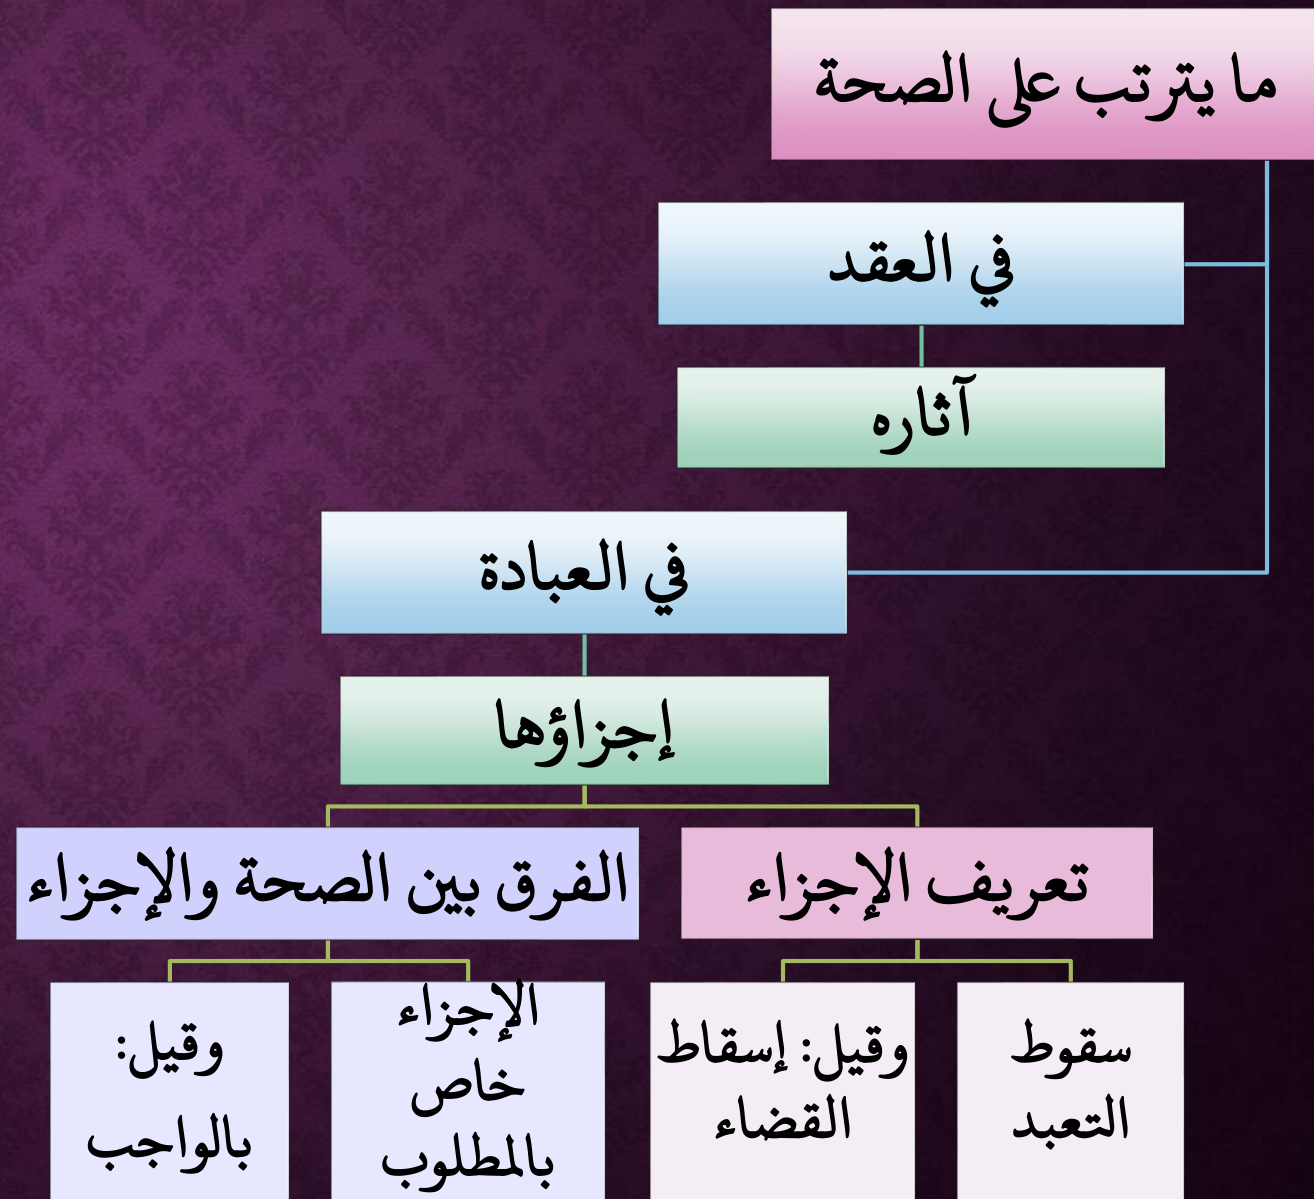 ما يترتب على الصحة
في العقد
آثاره
في العبادة
إجزاؤها
تعريف الإجزاء
الفرق بين الصحة والإجزاء
سقوط
التعبد
وقيل: إسقاط
القضاء
الإجزاء
خاص
بالمطلوب
وقيل:
بالواجب